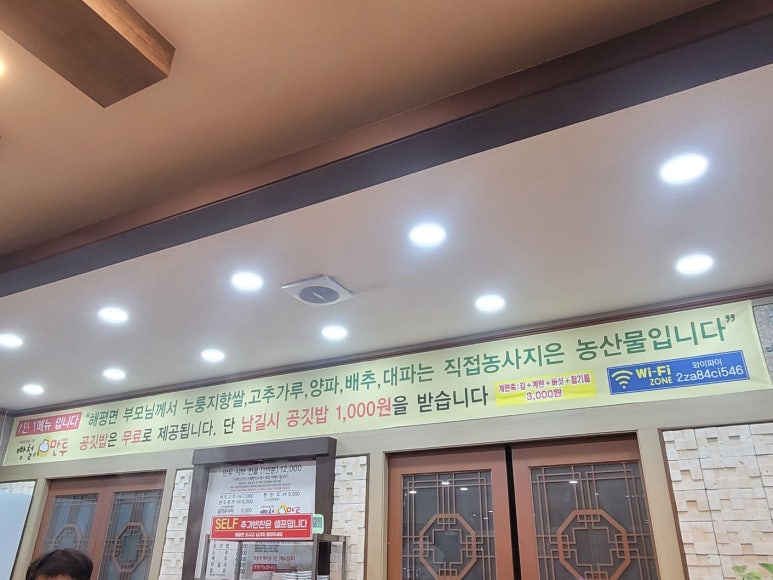 1인 1메뉴 입니다
"해평면 부모님께서 누룽지향쌀,고추가루,양파,배추,대파는 직접농사지은 농산물입니다"
만두
공깃밥은 무료로 제공됩니다. 단 남길시 공깃밥 1,000원을 받습니다
계란죽:김+계란+버섯+참기름
3,000원
Wi-Fi
ZONE
와이파이
2za84ci546
12,000
만두
SELF 추가반찬은 셀프입니다